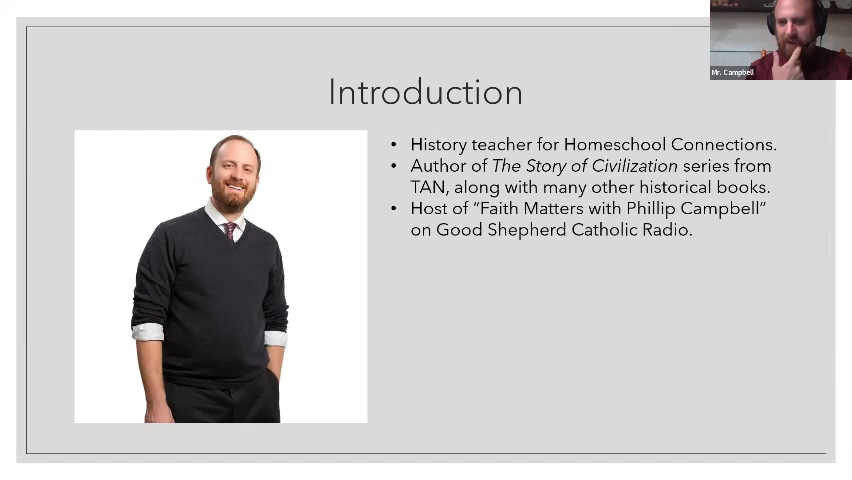 Mr. Campbell
Introduction
• History teacher for Homeschool Connections.
• Author of The Story of Civilization series from
TAN, along with many other historical books.
• Host of “Faith Matters with Phillip Campbell”
on Good Shepherd Catholic Radio.